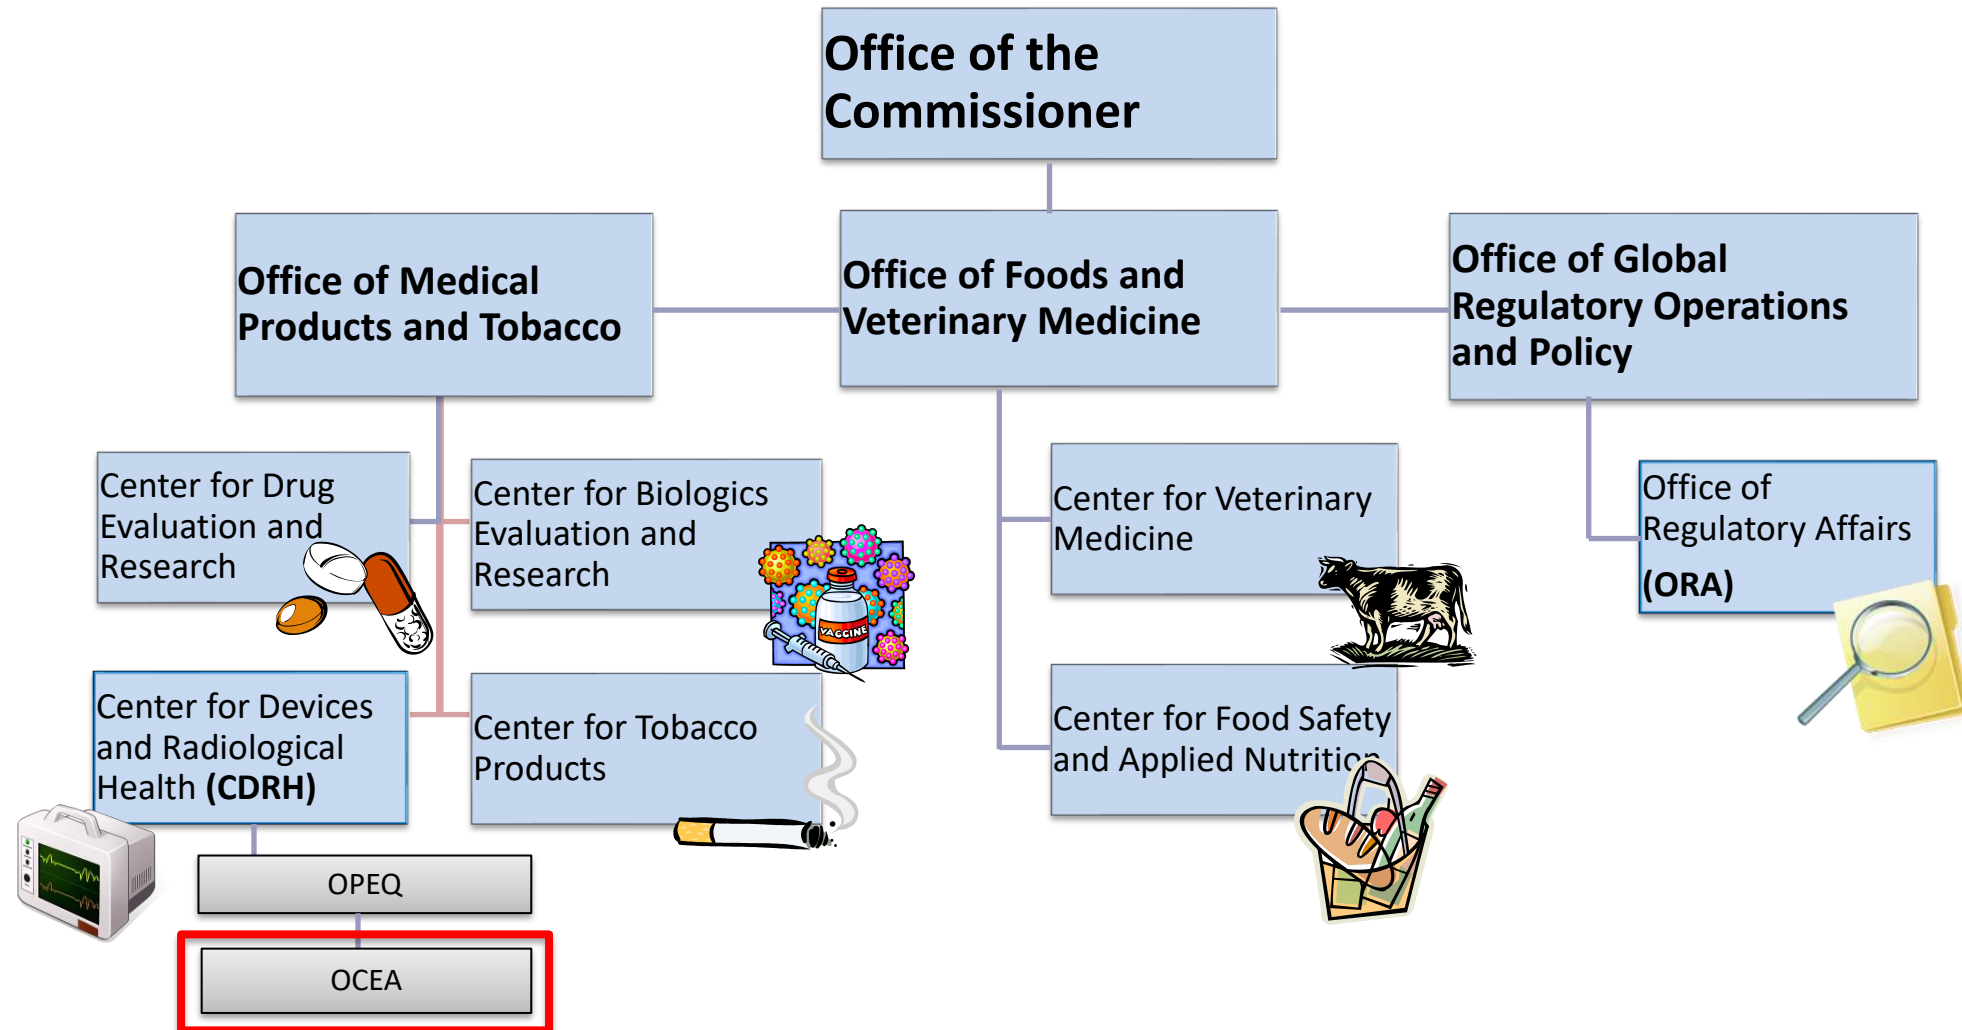 Office of the
Commissioner
Office of Medical
Products and Tobacco
Office of Foods and
Veterinary Medicine
Office of Global
Regulatory Operations
and Policy
Center for Drug
Evaluation and
Research
Center for Biologics
Evaluation and
Research
VACCINE
Center for Veterinary
Medicine
Office of
Regulatory Affairs
(ORA)
Center for Devices
and Radiological
Health (CDRH)
Center for Tobacco
Products
Center for Food Safety
and Applied Nutrition
OPEQ
OCEA